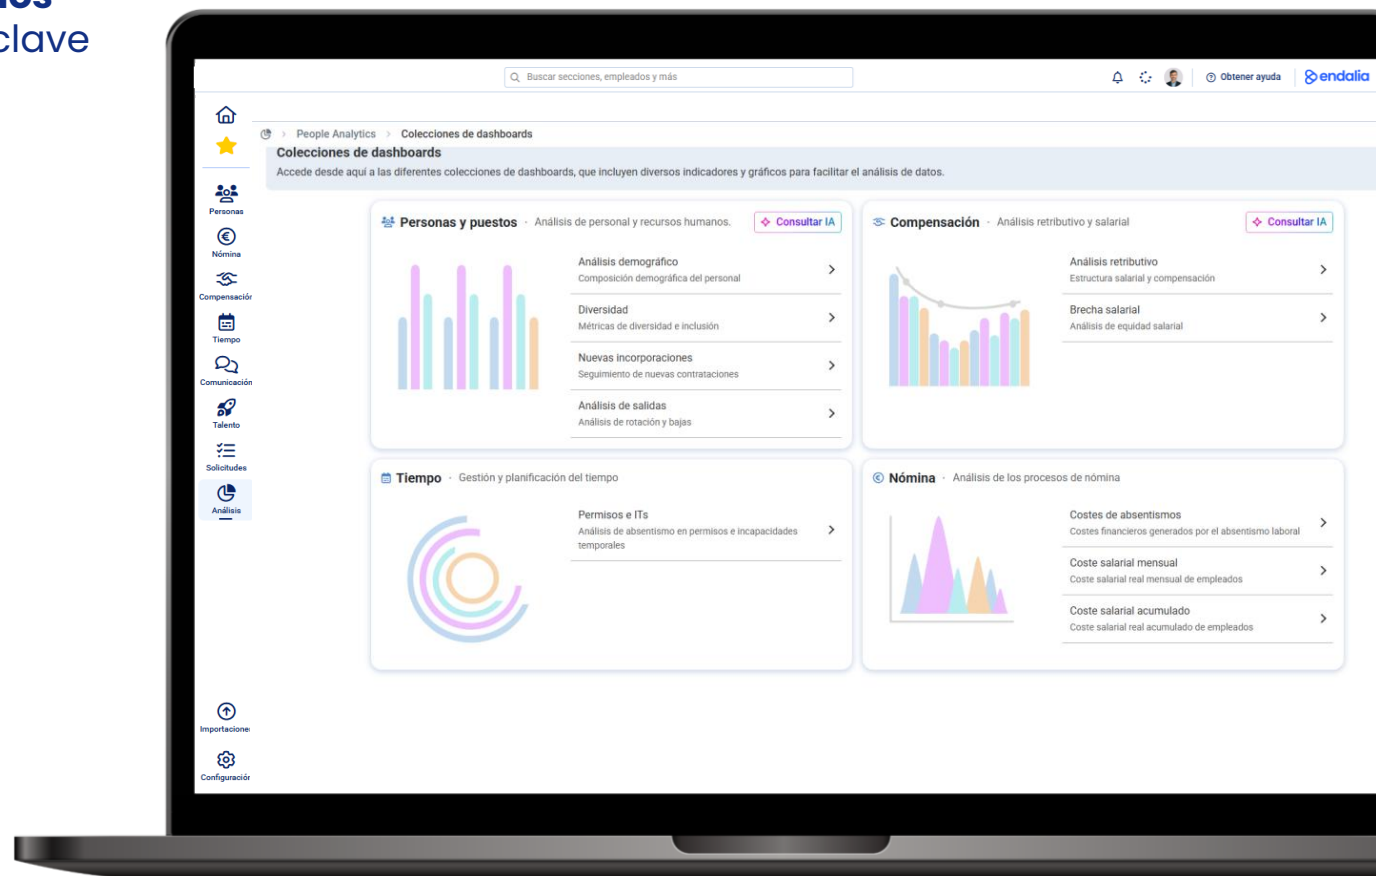 clave
Buscar secciones, empleados y más
Obtener ayuda
endalia
People Analytics > Colecciones de dashboards
Colecciones de dashboards
Accede desde aquí a las diferentes colecciones de dashboards, que incluyen diversos indicadores y gráficos para facilitar el análisis de datos.
Personas
Nómina
Compensación
Tiempo
Comunicación
Talento
Solicitudes
Análisis
Importacione
Configuración
Personas y puestos · Análisis de personal y recursos humanos.
Consultar IA
Análisis demográfico
Composición demográfica del personal
Diversidad
Métricas de diversidad e inclusión
Nuevas incorporaciones
Seguimiento de nuevas contrataciones
Análisis de salidas
Análisis de rotación y bajas
Compensación · Análisis retributivo y salarial
Consultar IA
Análisis retributivo
Estructura salarial y compensación
Brecha salarial
Análisis de equidad salarial
Tiempo · Gestión y planificación del tiempo
Permisos e ITs
Análisis de absentismo en permisos e incapacidades
temporales
Nómina · Análisis de los procesos de nómina
Costes de absentismos
Costes financieros generados por el absentismo laboral
Coste salarial mensual
Coste salarial real mensual de empleados
Coste salarial acumulado
Coste salarial real acumulado de empleados